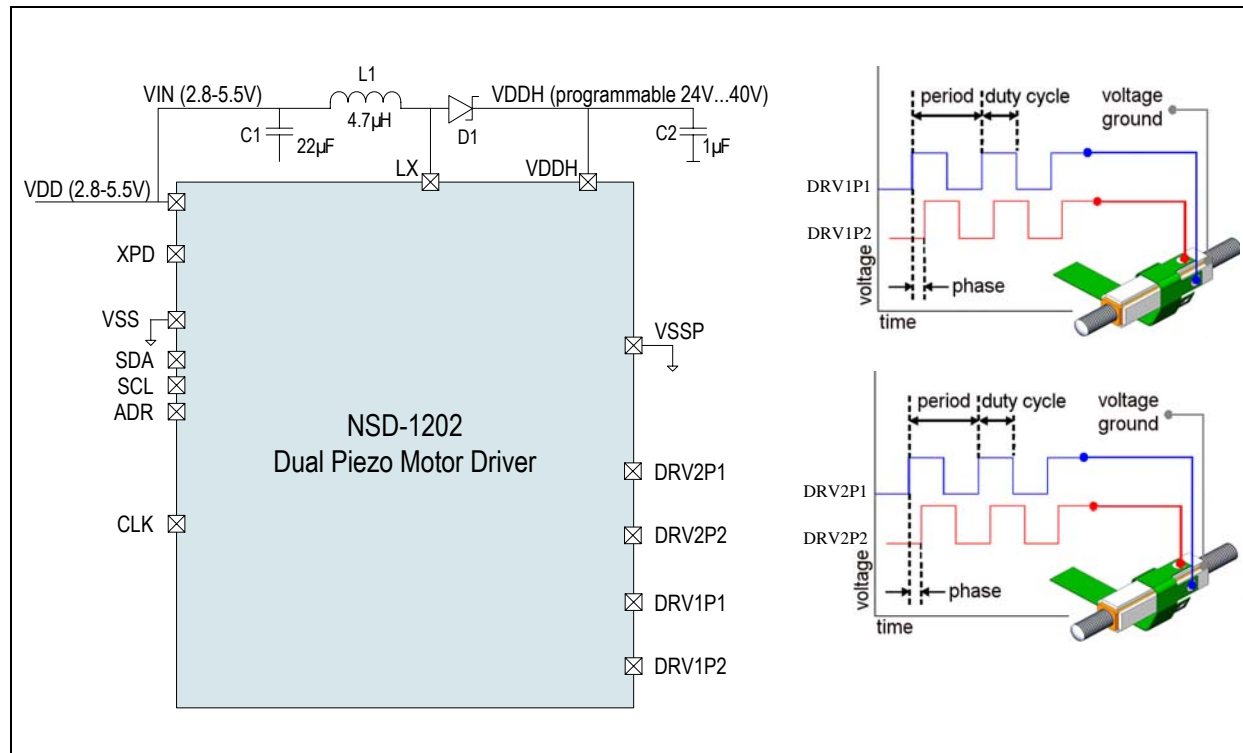 L1
VIN (2.8-5.5V)
VDDH (programmable 24V...40V)
4.7µH
C1
22µF
D1
C2
1µF
LX
VDDH
VDD (2.8-5.5V)
XPD
VSS
SDA
SCL
ADR
CLK
NSD-1202
Dual Piezo Motor Driver
VSSP
DRV2P1
DRV2P2
DRV1P1
DRV1P2
period
duty cycle
voltage
ground
DRV1P1
DRV1P2
voltage
phase
time
period
duty cycle
voltage
ground
DRV2P1
DRV2P2
voltage
phase
time